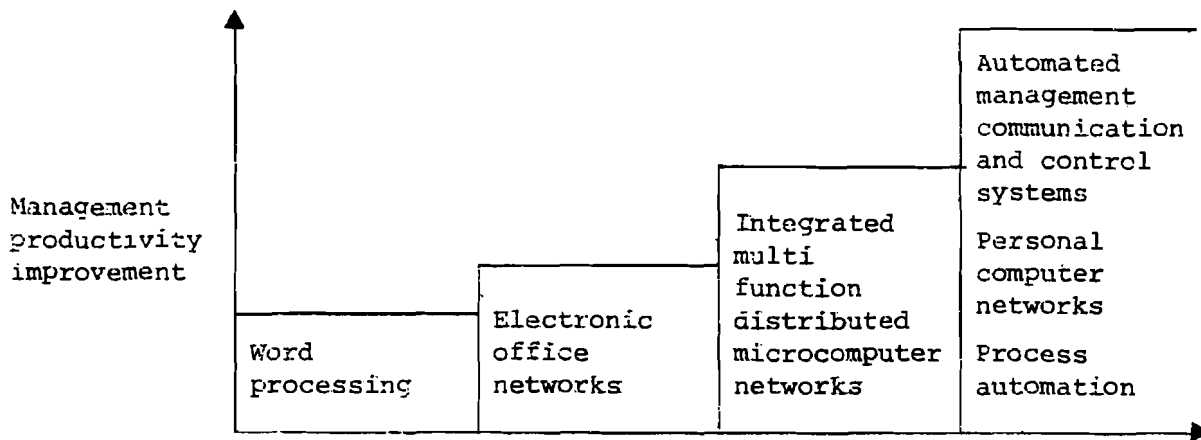 Management
productivity
improvement
Word
processing
Electronic
office
networks
Integrated
multi
function
distributed
microcomputer
networks
Automated
management
communication
and control
systems
Personal
computer
networks
Process
automation